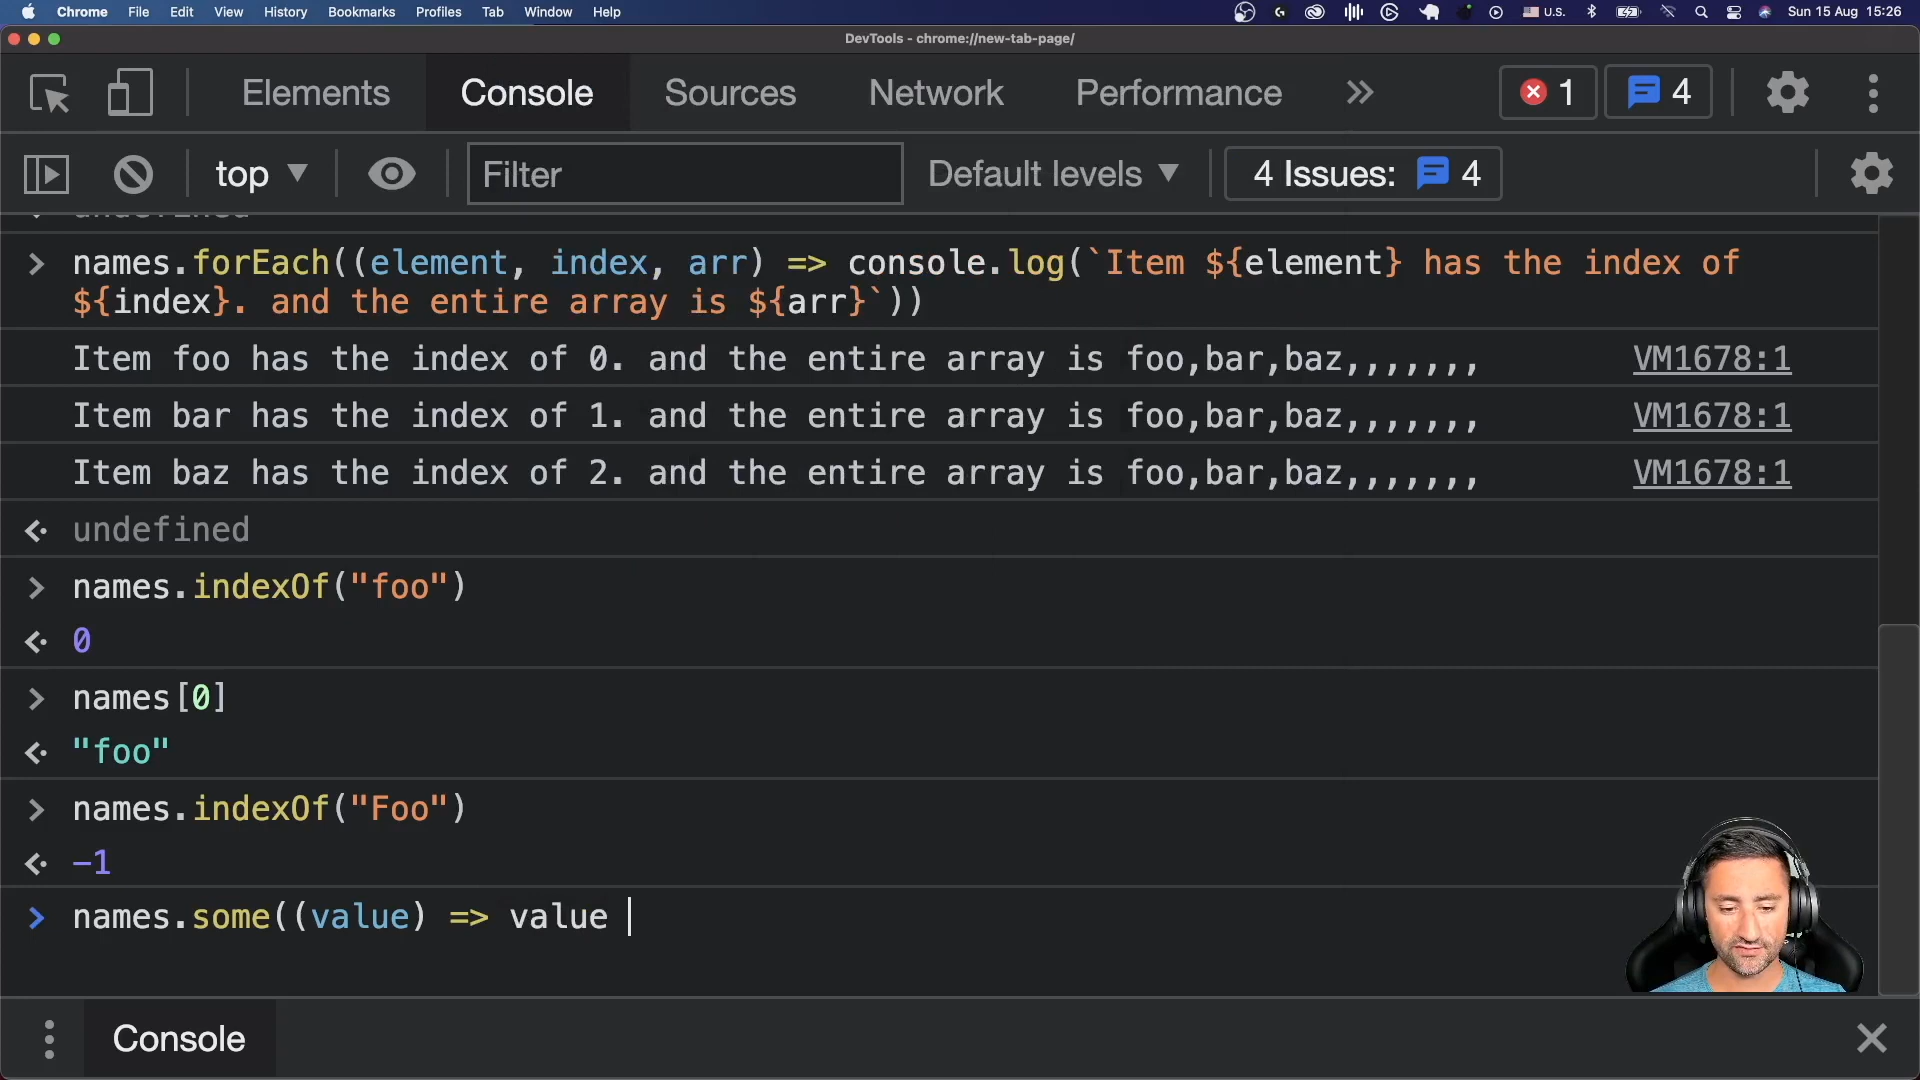 Chrome File Edit View History Bookmarks Profiles Tab Window Help U.S. Sun 15 Aug 15:26
DevTools - chrome://new-tab-page/
Elements Console Sources Network Performance 1 4
top Filter Default levels 4 Issues: 4
undefined
> names.forEach((element, index, arr) => console.log(`Item ${element} has the index of
${index}. and the entire array is ${arr}`))
Item foo has the index of 0. and the entire array is foo,bar,baz,,,,,,, VM1678:1
Item bar has the index of 1. and the entire array is foo,bar,baz,,,,,,, VM1678:1
Item baz has the index of 2. and the entire array is foo,bar,baz,,,,,,, VM1678:1
undefined
> names.indexOf("foo")
0
> names[0]
"foo"
> names.indexOf("Foo")
-1
> names.some((value) => value
Console